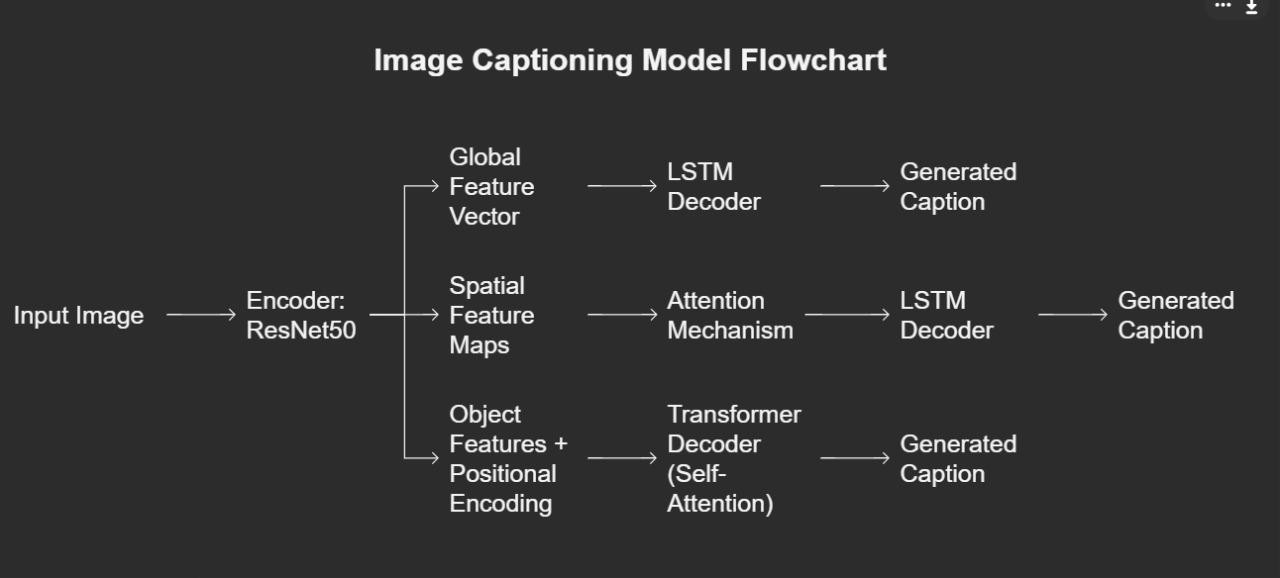 Image Captioning Model Flowchart
Global
Feature
Vector
LSTM
Decoder
Generated
Caption
Input Image
Encoder:
ResNet50
Spatial
Feature
Maps
Attention
Mechanism
LSTM
Decoder
Generated
Caption
Object
Features +
Positional
Encoding
Transformer
Decoder
(Self-
Attention)
Generated
Caption